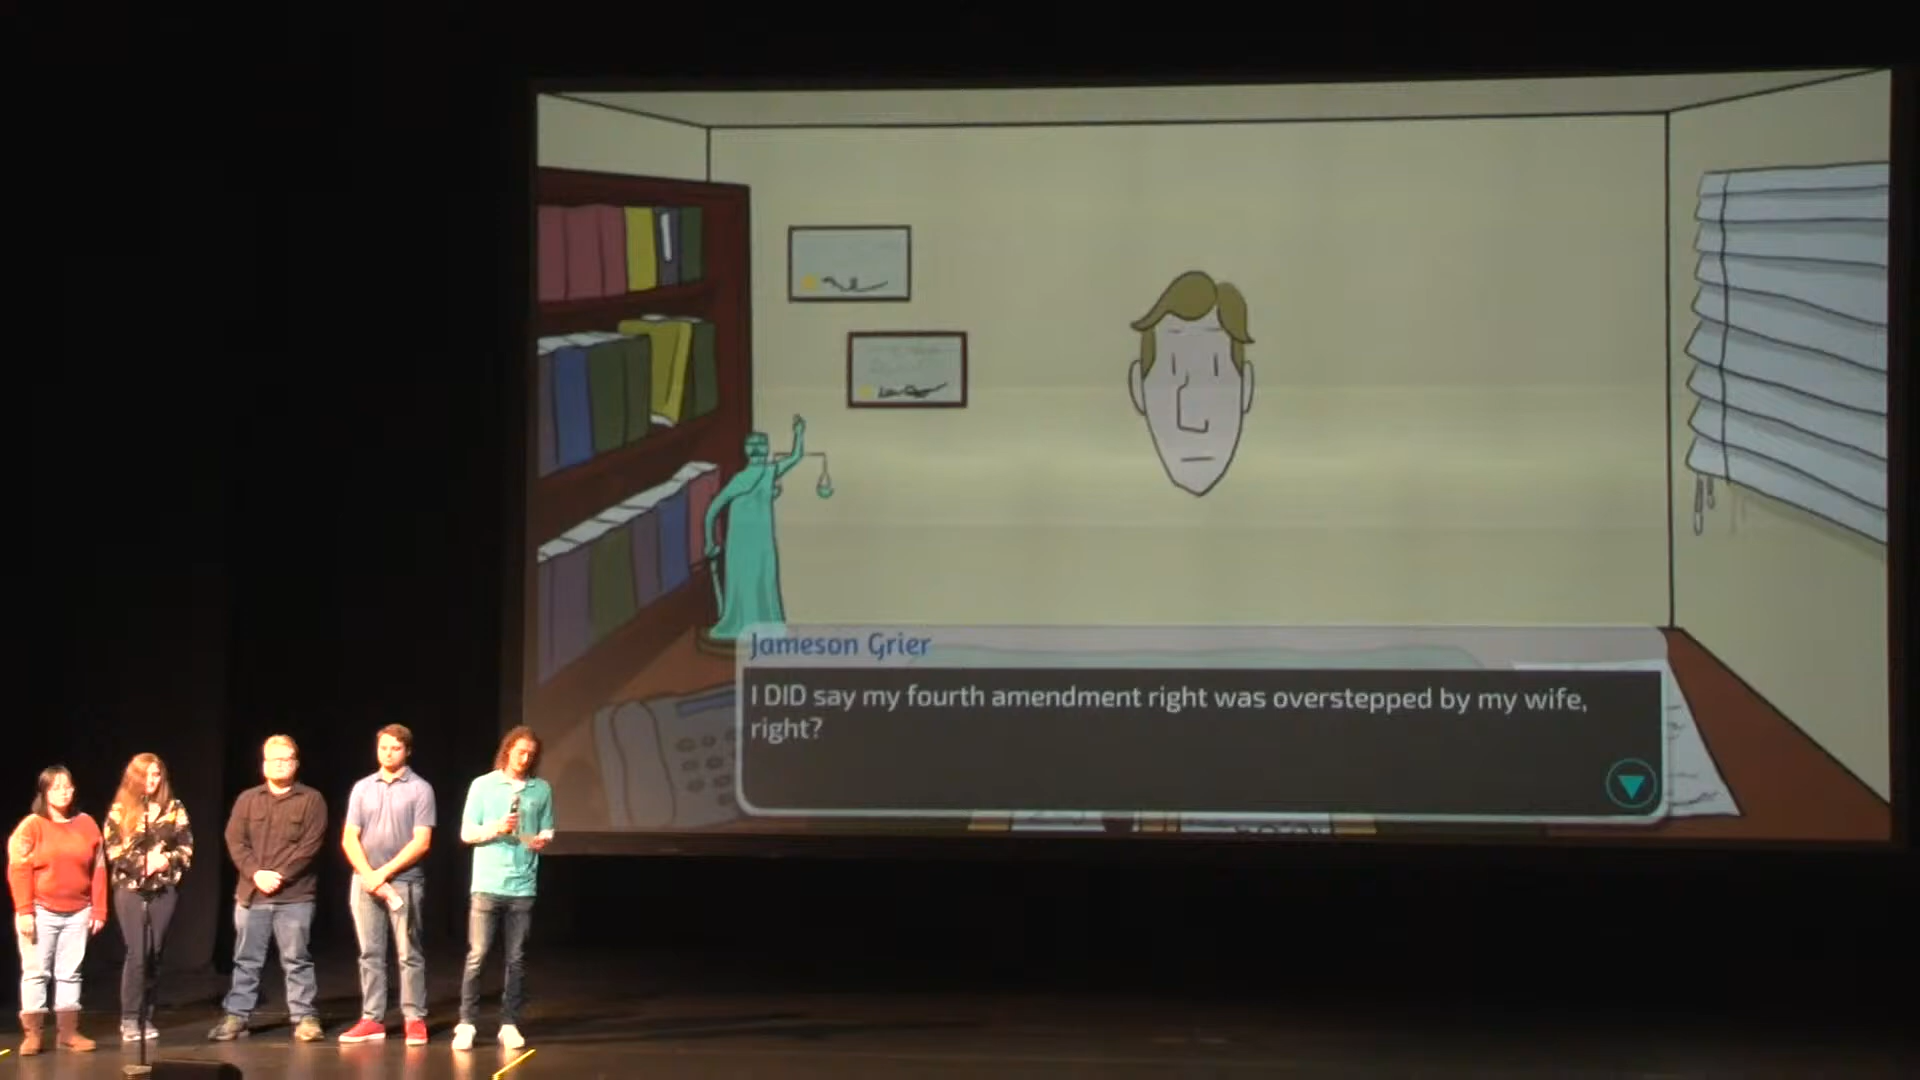 Jameson Grier
I DID say my fourth amendment right was overstepped by my wife,
right?